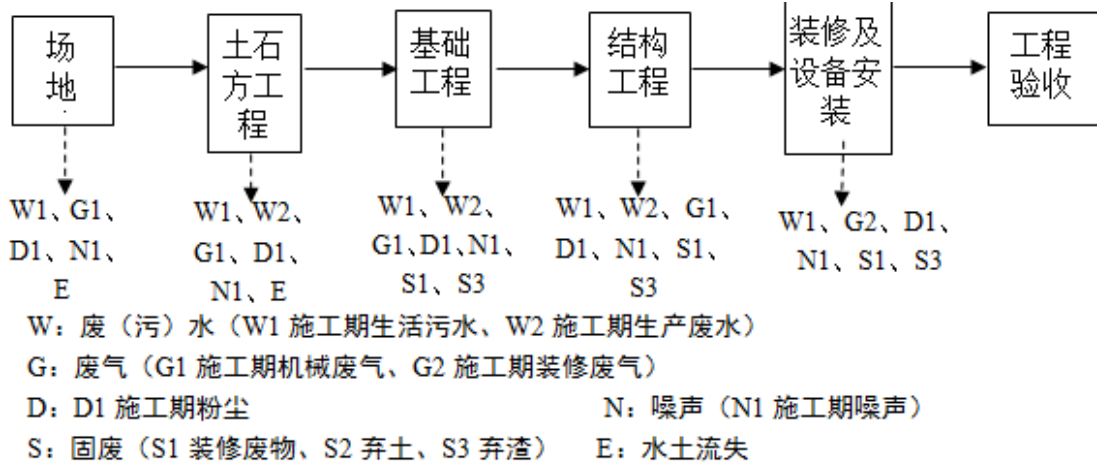 场
地
土石
方工
程
基础
工程
结构
工程
装修及
设备安
装
工程
验收
W1、G1、
D1、N1、
E
W1、W2、
G1、D1、
N1、E
W1、W2、
G1、D1、N1、
S1、S3
W1、W2、G1、
D1、N1、S1、
S3
W1、G2、D1、
N1、S1、S3
W：废（污）水（W1 施工期生活污水、W2 施工期生产废水）
G：废气（G1 施工期机械废气、G2 施工期装修废气）
D：D1 施工期粉尘 N：噪声（N1 施工期噪声）
S：固废（S1 装修废物、S2 弃土、S3 弃渣） E：水土流失